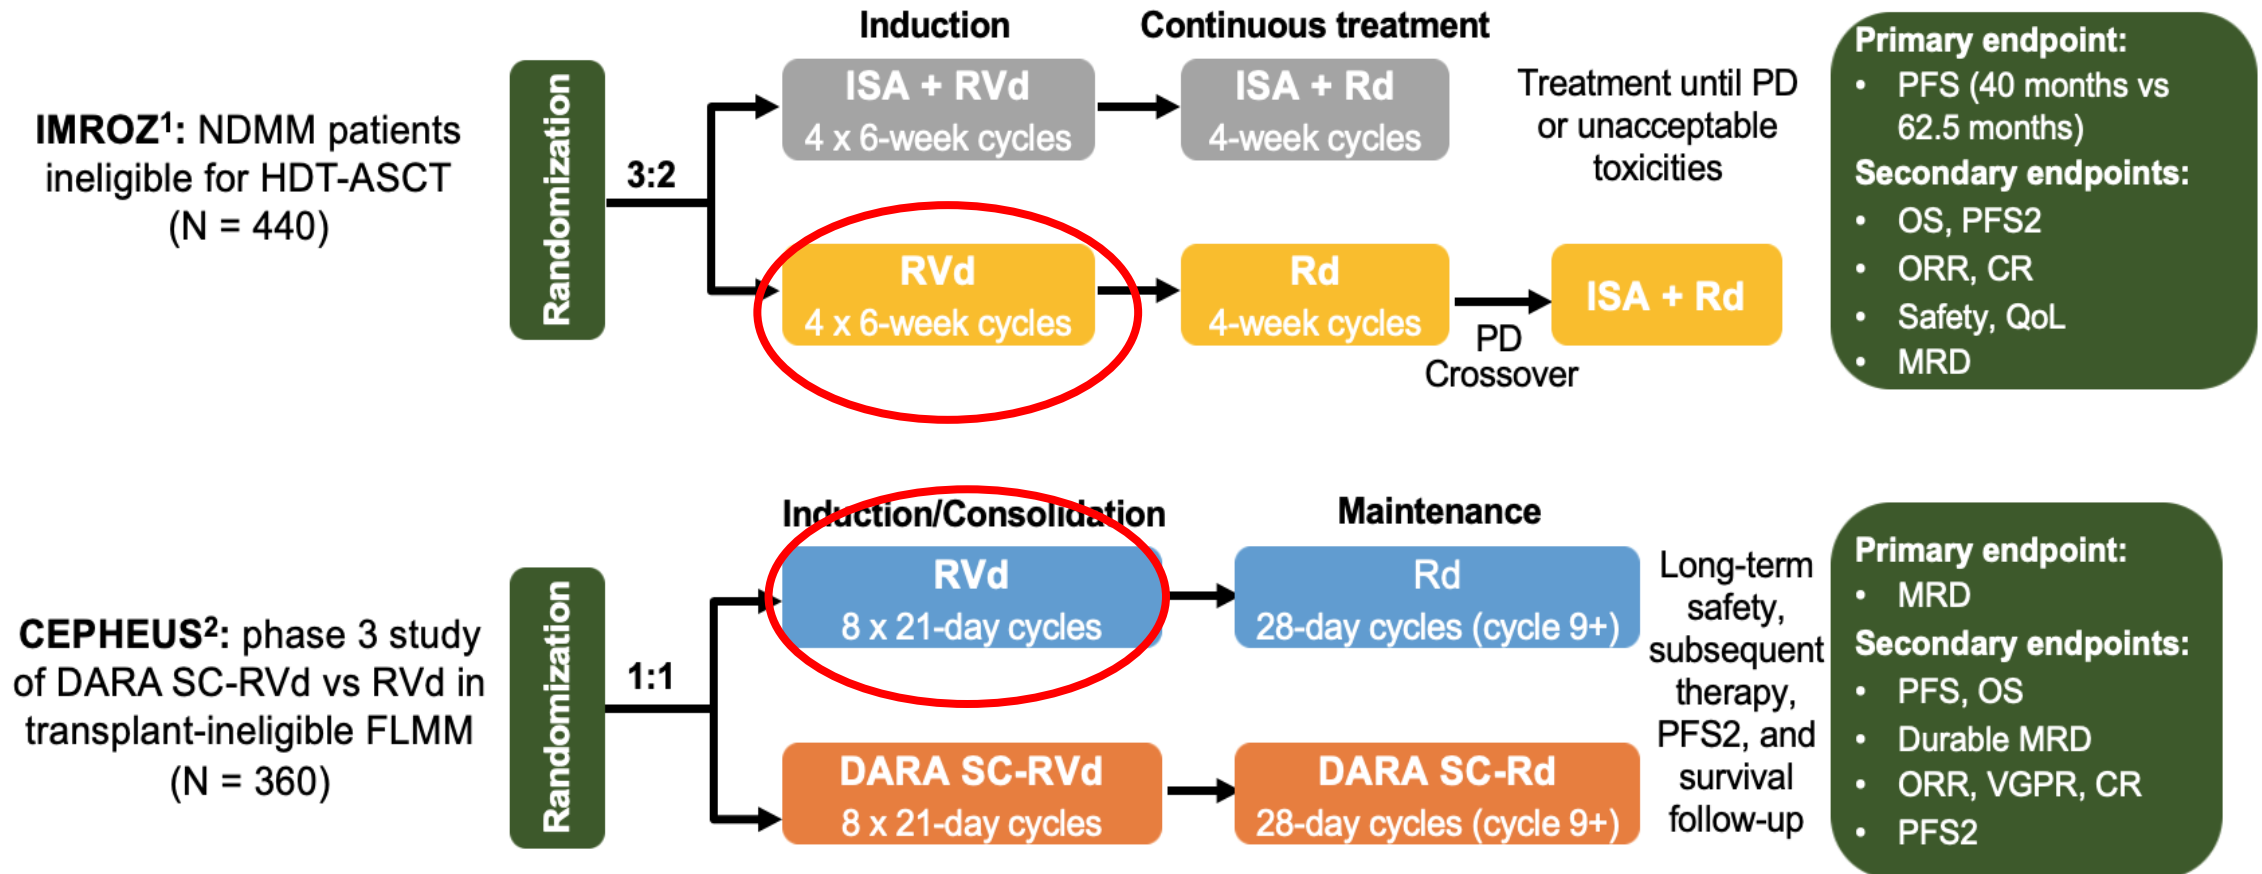 Induction
Continuous treatment
IMROZ¹: NDMM patients
ineligible for HDT-ASCT
(N = 440)
Randomization
3:2
ISA + RVd
4 x 6-week cycles
ISA + Rd
4-week cycles
Treatment until PD
or unacceptable
toxicities
RVd
4 x 6-week cycles
Rd
4-week cycles
PD
Crossover
ISA + Rd
Primary endpoint:
• PFS (40 months vs
62.5 months)
Secondary endpoints:
• OS, PFS2
• ORR, CR
• Safety, QoL
• MRD
Induction/Consolidation
Maintenance
CEPHEUS²: phase 3 study
of DARA SC-RVd vs RVd in
transplant-ineligible FLMM
(N = 360)
Randomization
1:1
RVd
8 x 21-day cycles
Rd
28-day cycles (cycle 9+)
DARA SC-RVd
8 x 21-day cycles
DARA SC-Rd
28-day cycles (cycle 9+)
Long-term
safety,
subsequent
therapy,
PFS2, and
survival
follow-up
Primary endpoint:
• MRD
Secondary endpoints:
• PFS, OS
• Durable MRD
• ORR, VGPR, CR
• PFS2